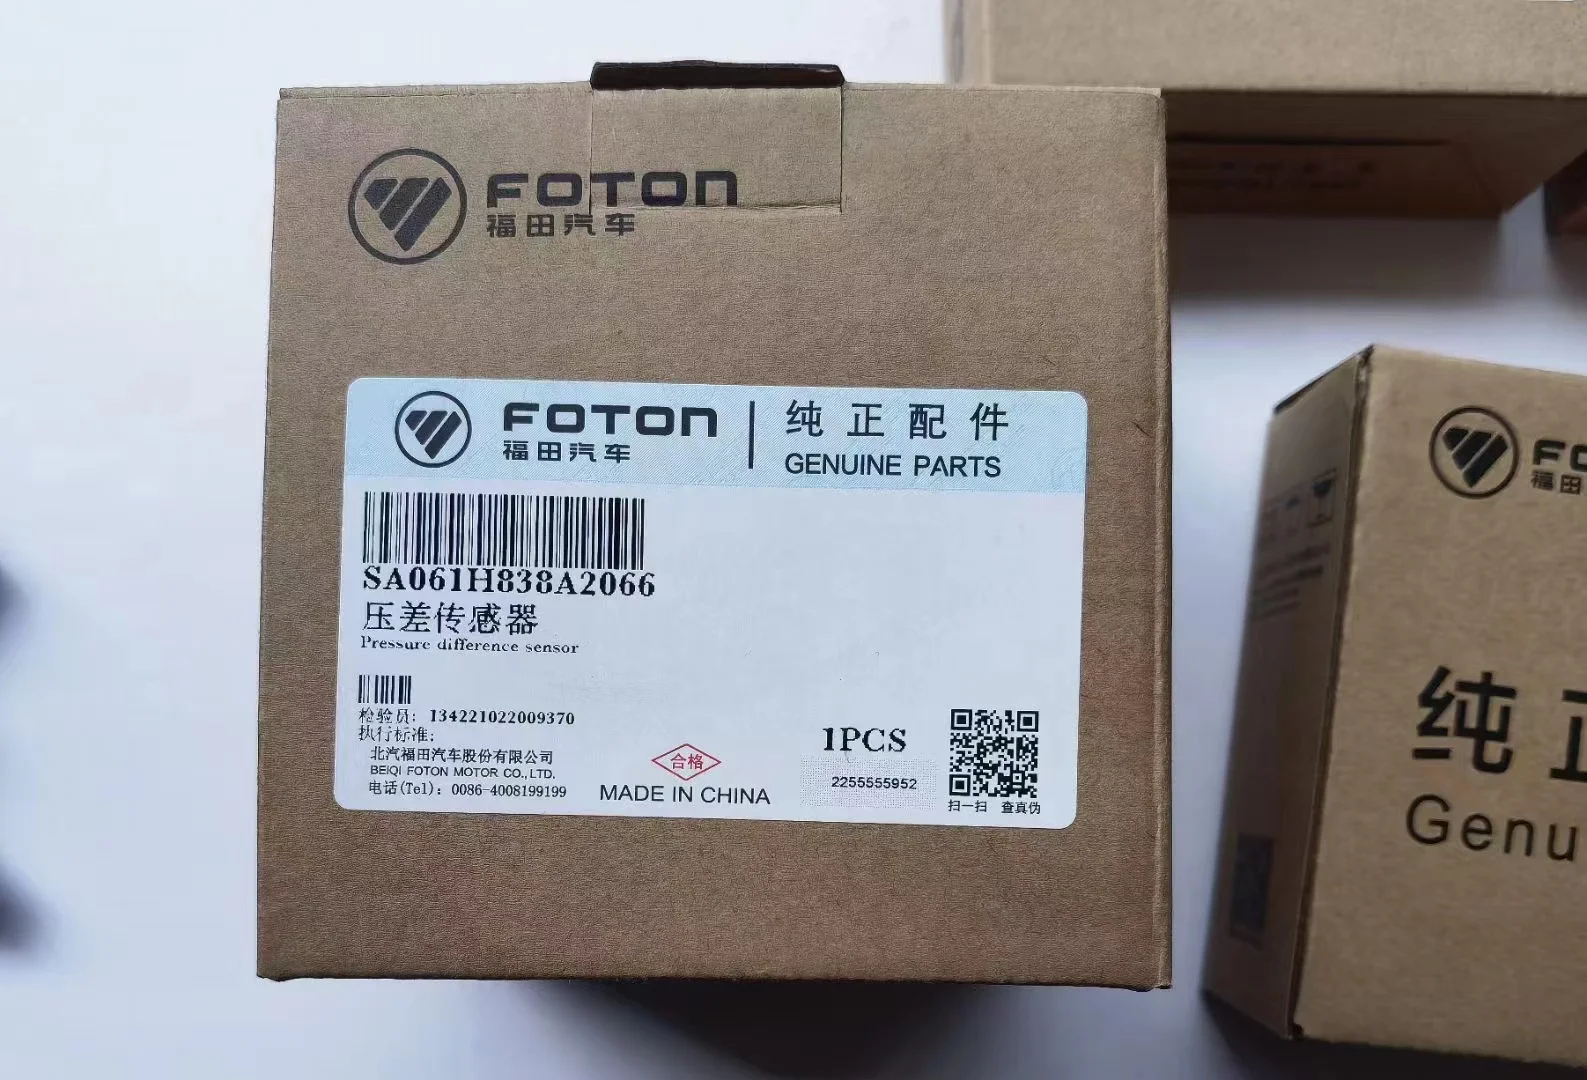 FOTON
福田汽车
FOTON
福田汽车
纯正配件
GENUINE PARTS
SA061H838A2066
压差传感器
Pressure difference sensor
检验员: 134221022009370
执行标准:
北汽福田汽车股份有限公司
BEIQI FOTON MOTOR CO.,LTD.
电话(Tel): 0086-4008199199
合格
MADE IN CHINA
1PCS
2255555952
扫一扫 查真伪
FO
福田
纯正
Genu